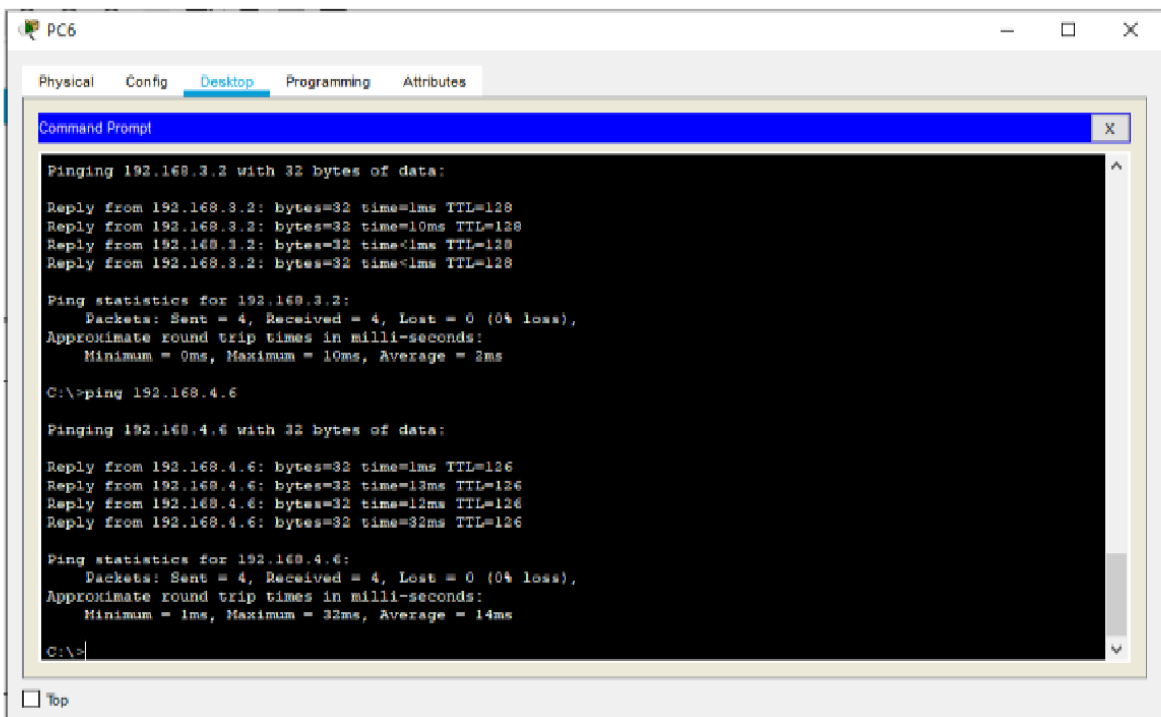 PC6
Physical Config Desktop Programming Attributes
Command Prompt
X
Pinging 192.168.3.2 with 32 bytes of data:
Reply from 192.168.3.2: bytes=32 time=1ms TTL=128
Reply from 192.168.3.2: bytes=32 time=10ms TTL=128
Reply from 192.168.3.2: bytes=32 time<1ms TTL=128
Reply from 192.168.3.2: bytes=32 time<1ms TTL=128
Ping statistics for 192.168.3.2:
Packets: Sent = 4, Received = 4, Lost = 0 (0% loss),
Approximate round trip times in milli-seconds:
Minimum = 0ms, Maximum = 10ms, Average = 2ms
C:\>ping 192.168.4.6
Pinging 192.168.4.6 with 32 bytes of data:
Reply from 192.168.4.6: bytes=32 time=1ms TTL=126
Reply from 192.168.4.6: bytes=32 time=13ms TTL=126
Reply from 192.168.4.6: bytes=32 time=12ms TTL=126
Reply from 192.168.4.6: bytes=32 time=32ms TTL=126
Ping statistics for 192.168.4.6:
Packets: Sent = 4, Received = 4, Lost = 0 (0% loss),
Approximate round trip times in milli-seconds:
Minimum = 1ms, Maximum = 32ms, Average = 14ms
C:\>
Top